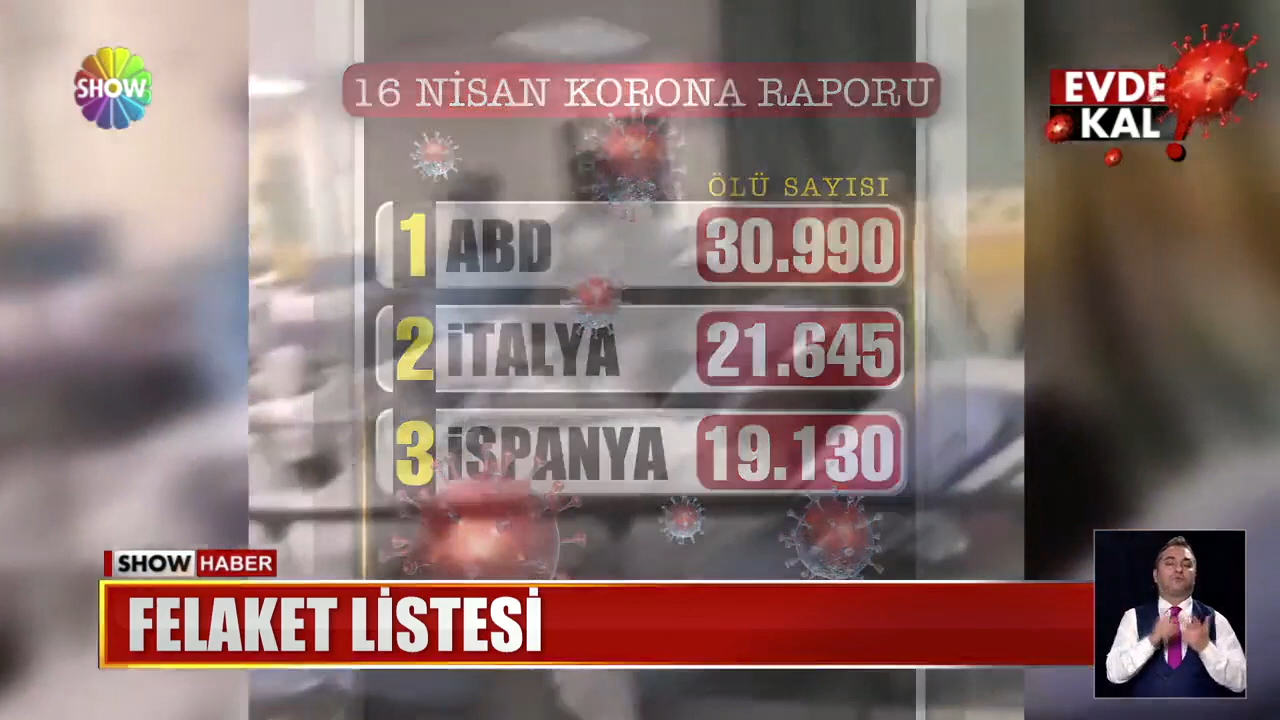 SHOW
EVDE
KAL
16 NİSAN KORONA RAPORU
ÖLÜ SAYISI
1 ABD 30.990
2 İTALYA 21.645
3 İSPANYA 19.130
SHOW HABER
FELAKET LİSTESİ